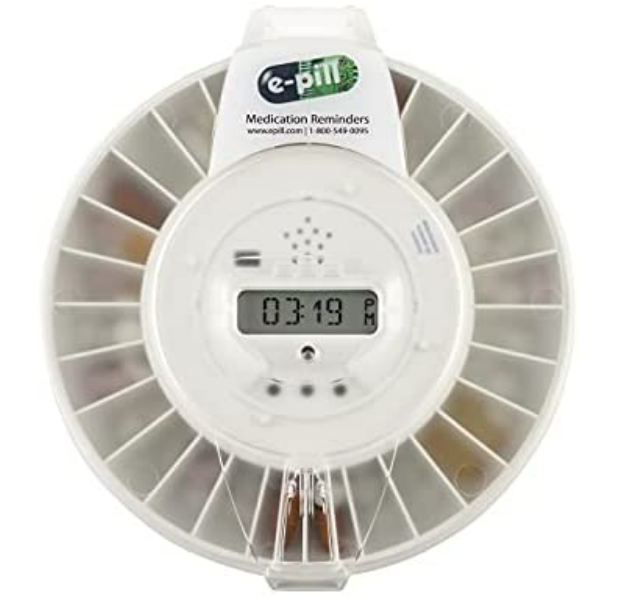 e-pill
Medication Reminders
www.epill.com | 1-800-549-0095
03:19 PM